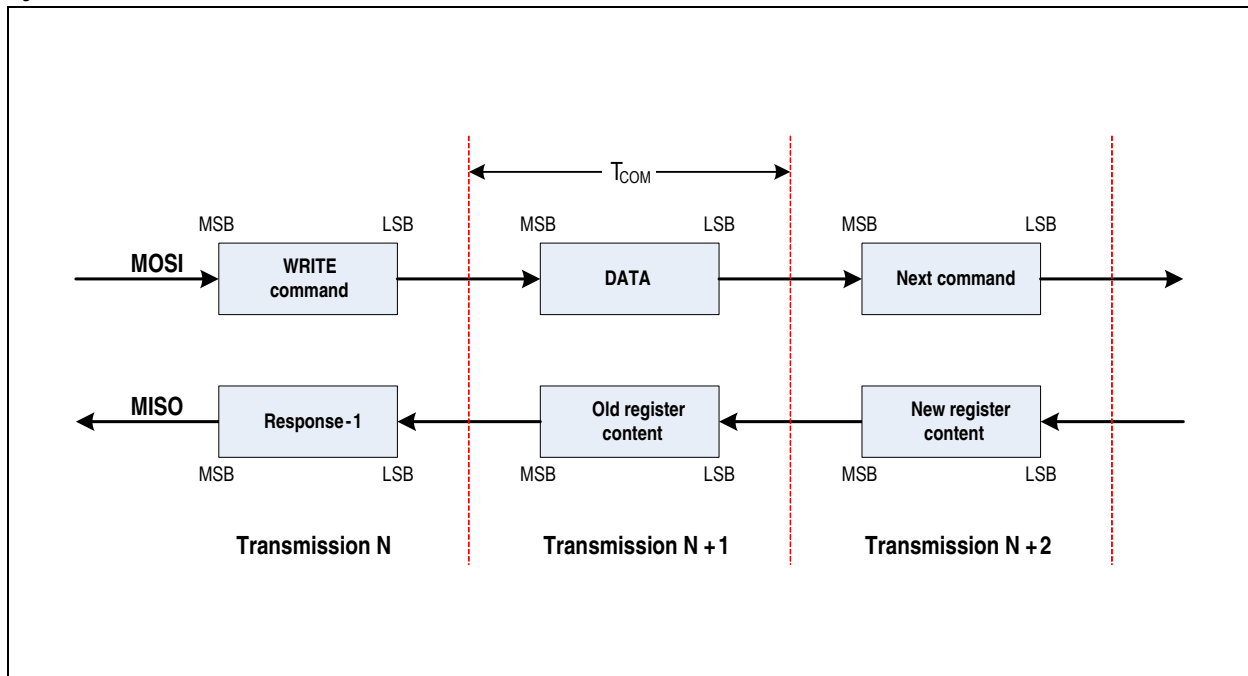 TCOM
MSB LSB MSB LSB MSB LSB
MOSI
WRITE
command
DATA
Next command
MISO
Response-1
Old register
content
New register
content
MSB LSB MSB LSB MSB LSB
Transmission N Transmission N+1 Transmission N+2